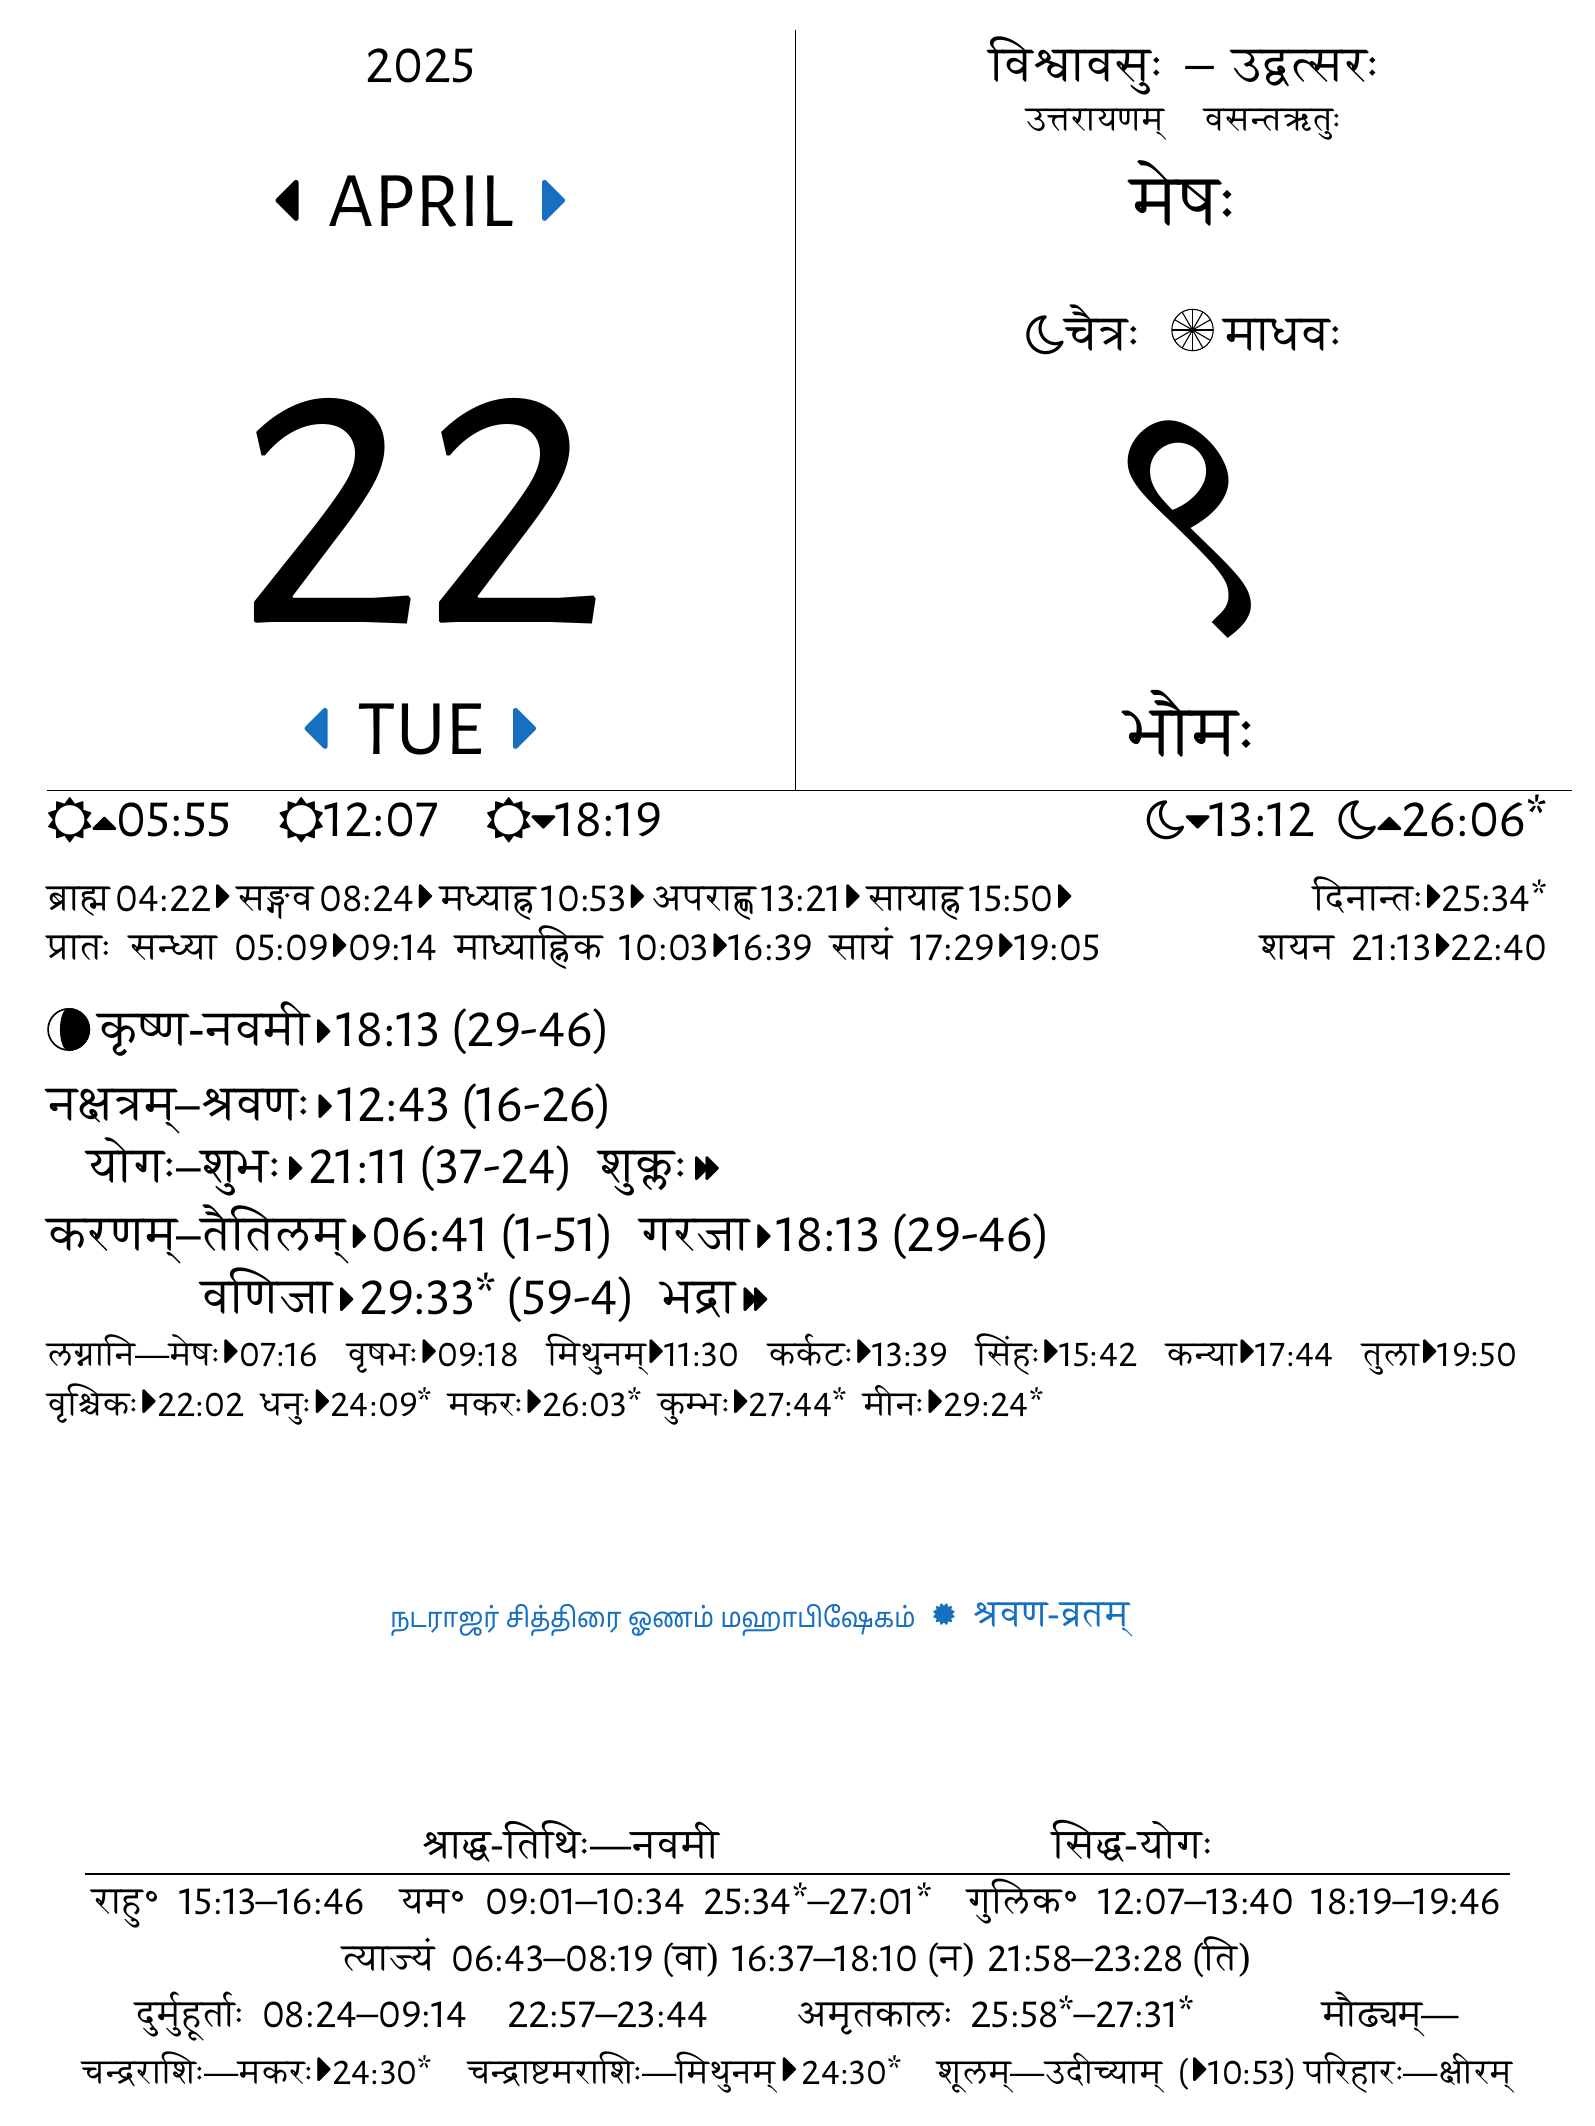 2025
APRIL
22
TUE
विश्वावसुः – उद्वत्सरः
उत्तरायणम् वसन्तऋतुः
मेषः
चैत्रः माधवः
९
भौमः
05:55 12:07 18:19 13:12 26:06*
ब्राह्म 04:22 सङ्गव 08:24 मध्याह्न 10:53 अपराह्ण 13:21 सायाह्न 15:50 दिनान्तः 25:34*
प्रातः सन्ध्या 05:09 09:14 माध्याह्निक 10:03 16:39 सायं 17:29 19:05 शयन 21:13 22:40
कृष्ण-नवमी 18:13 (29-46)
नक्षत्रम्–श्रवणः 12:43 (16-26)
योगः–शुभः 21:11 (37-24) शुक्लः
करणम्–तैतिलम् 06:41 (1-51) गरजा 18:13 (29-46)
वणिजा 29:33* (59-4) भद्रा
लग्नानि—मेषः 07:16 वृषभः 09:18 मिथुनम् 11:30 कर्कटः 13:39 सिंहः 15:42 कन्या 17:44 तुला 19:50
वृश्चिकः 22:02 धनुः 24:09* मकरः 26:03* कुम्भः 27:44* मीनः 29:24*
நடராஜர் சித்திரை ஓணம் மஹாபிஷேகம் ✹ श्रवण-व्रतम्
श्राद्ध-तिथिः—नवमी सिद्ध-योगः
राहु॰ 15:13–16:46 यम॰ 09:01–10:34 25:34*–27:01* गुलिक॰ 12:07–13:40 18:19–19:46
त्याज्यं 06:43–08:19 (वा) 16:37–18:10 (न) 21:58–23:28 (ति)
दुर्मुहूर्ताः 08:24–09:14 22:57–23:44 अमृतकालः 25:58*–27:31* मौढ्यम्—
चन्द्रराशिः—मकरः 24:30* चन्द्राष्टमराशिः—मिथुनम् 24:30* शूलम्—उदीच्याम् (10:53) परिहारः—क्षीरम्